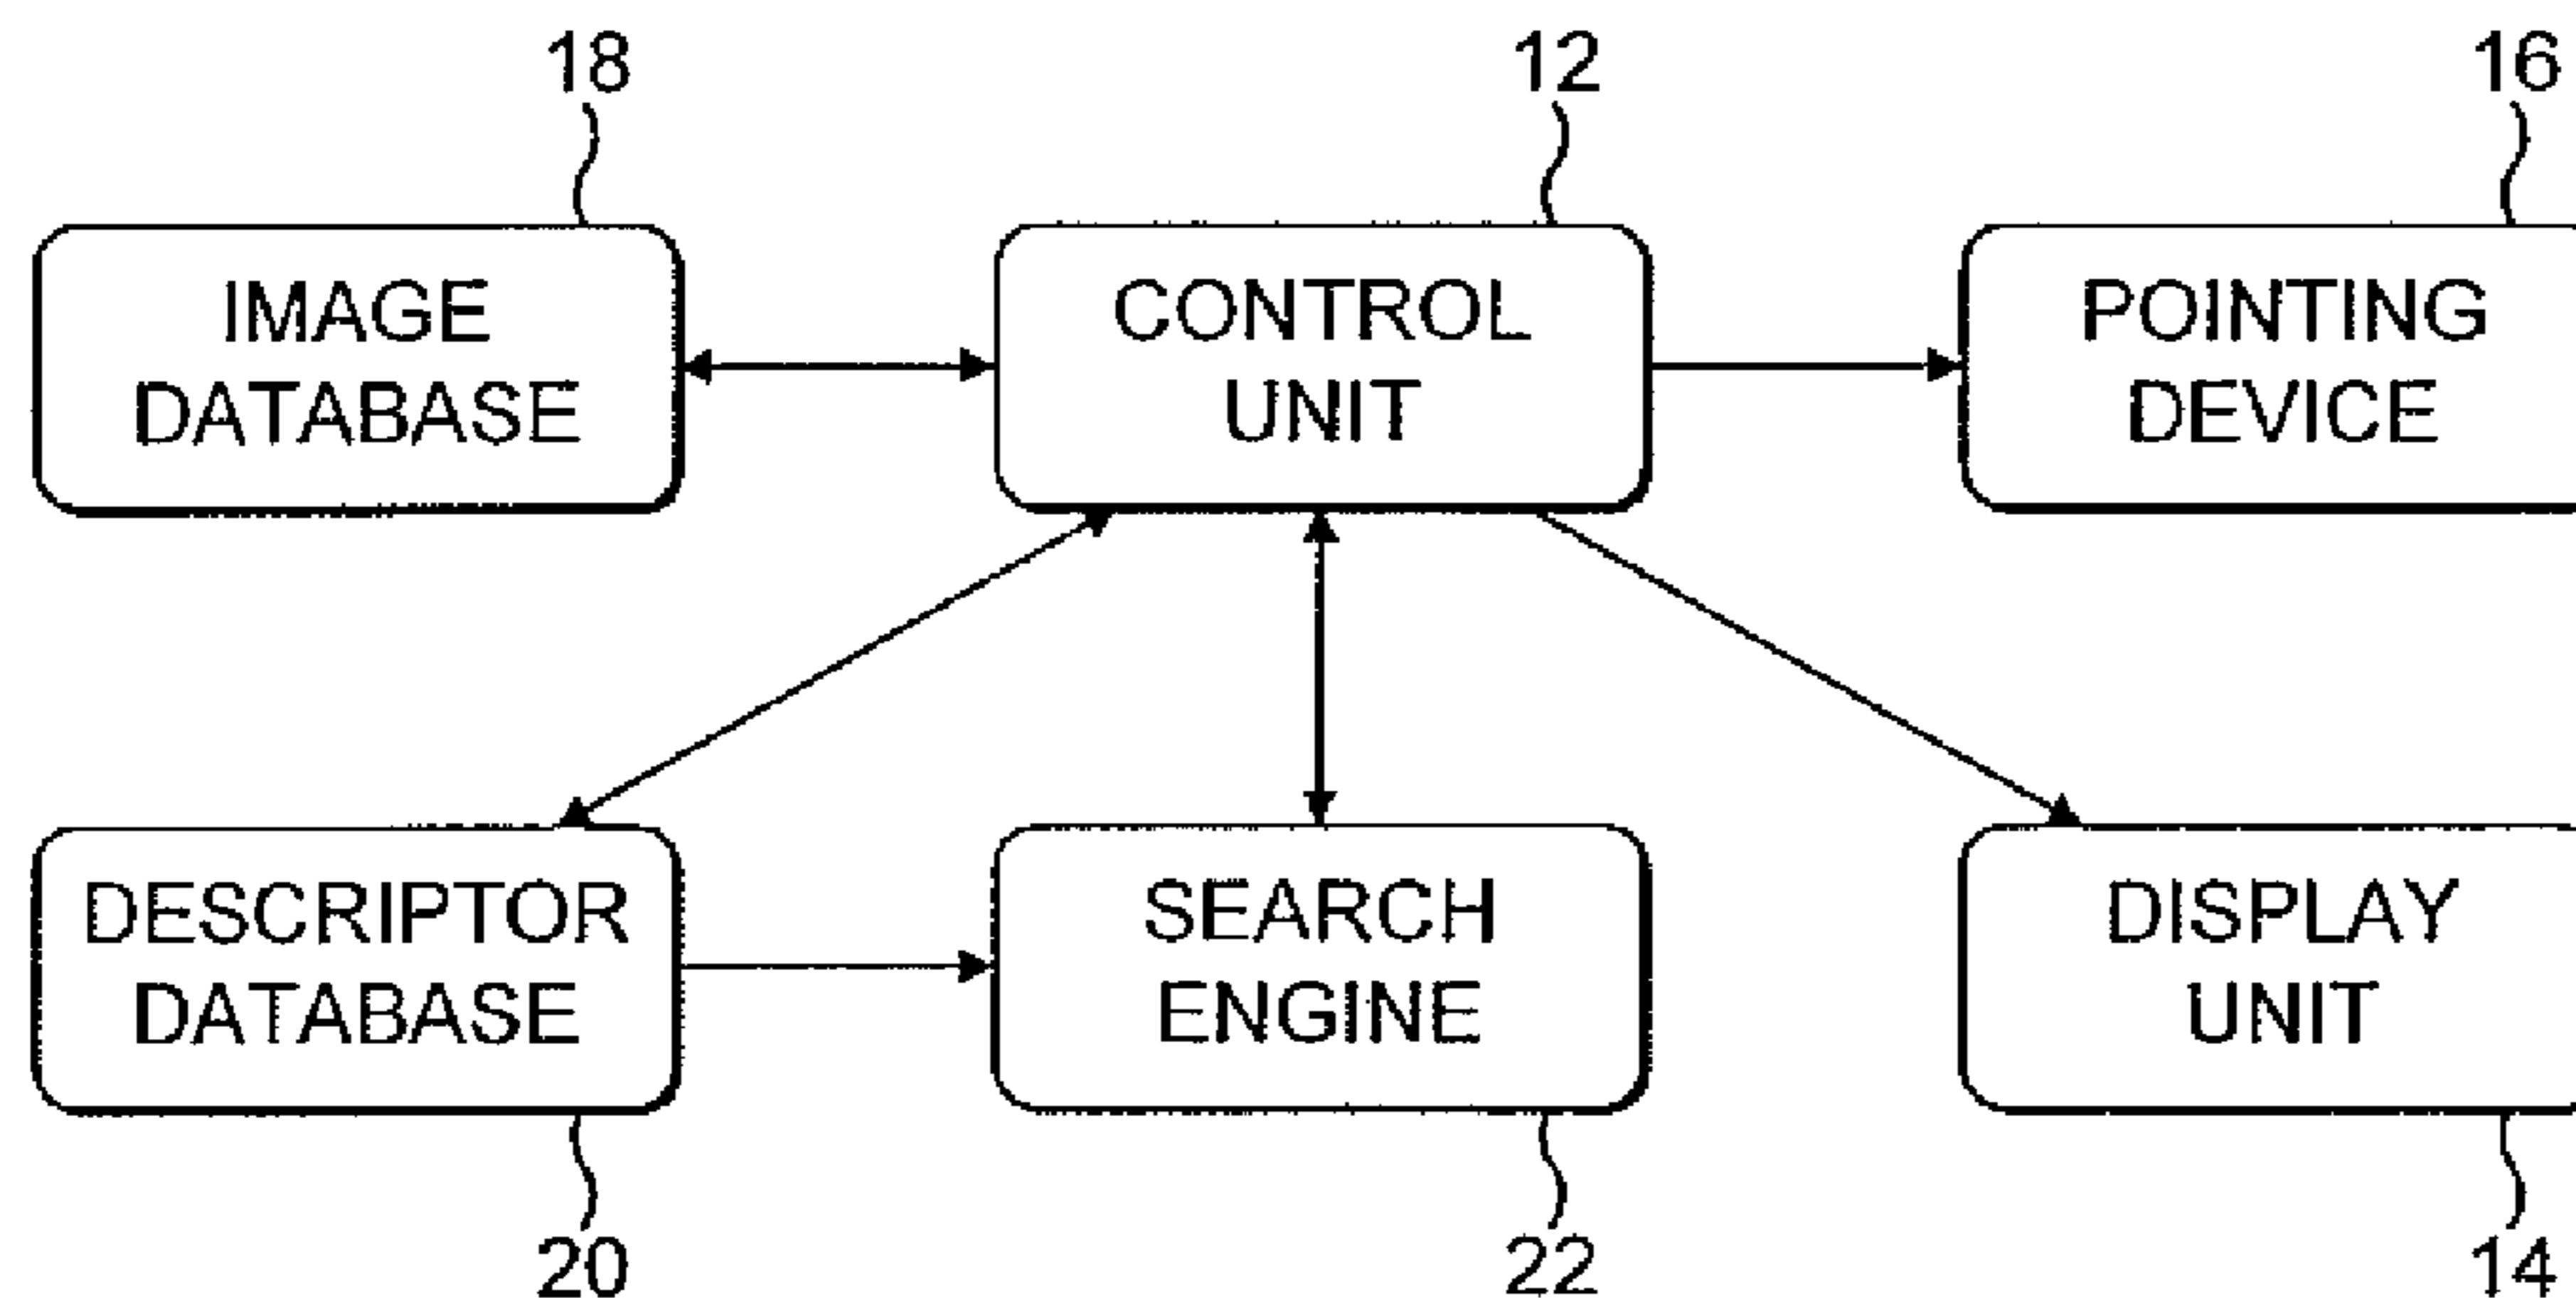 18
12
16
IMAGE
DATABASE
CONTROL
UNIT
POINTING
DEVICE
DESCRIPTOR
DATABASE
SEARCH
ENGINE
DISPLAY
UNIT
20
22
14